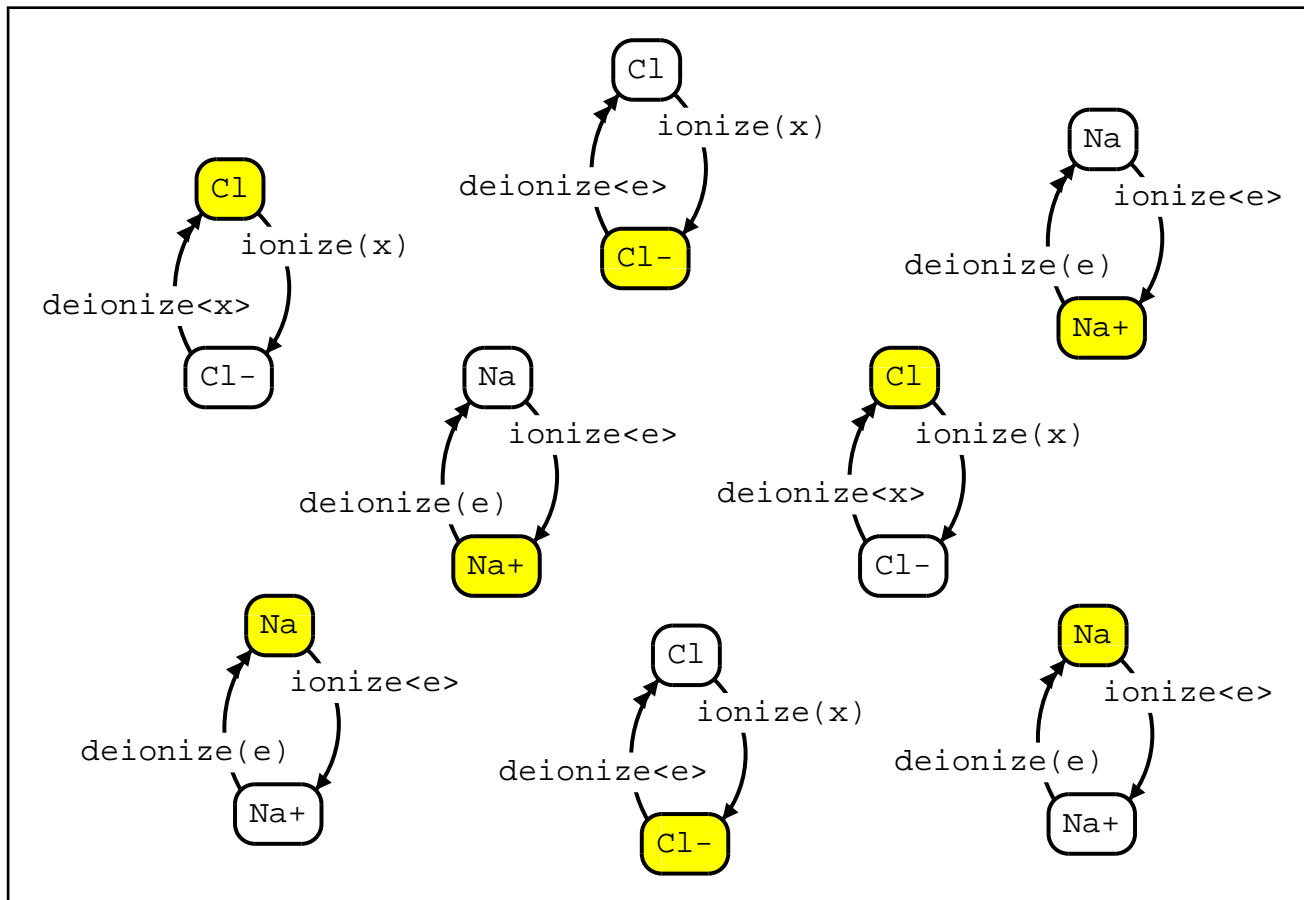 Cl
ionize(x)
deionize<e>
Cl-
Cl
ionize(x)
deionize<x>
Cl-
Na
ionize<e>
deionize(e)
Na+
Na
ionize<e>
deionize(e)
Na+
Cl
ionize(x)
deionize<x>
Cl-
Na
ionize<e>
deionize(e)
Na+
Cl
ionize(x)
deionize<e>
Cl-
Na
ionize<e>
deionize(e)
Na+